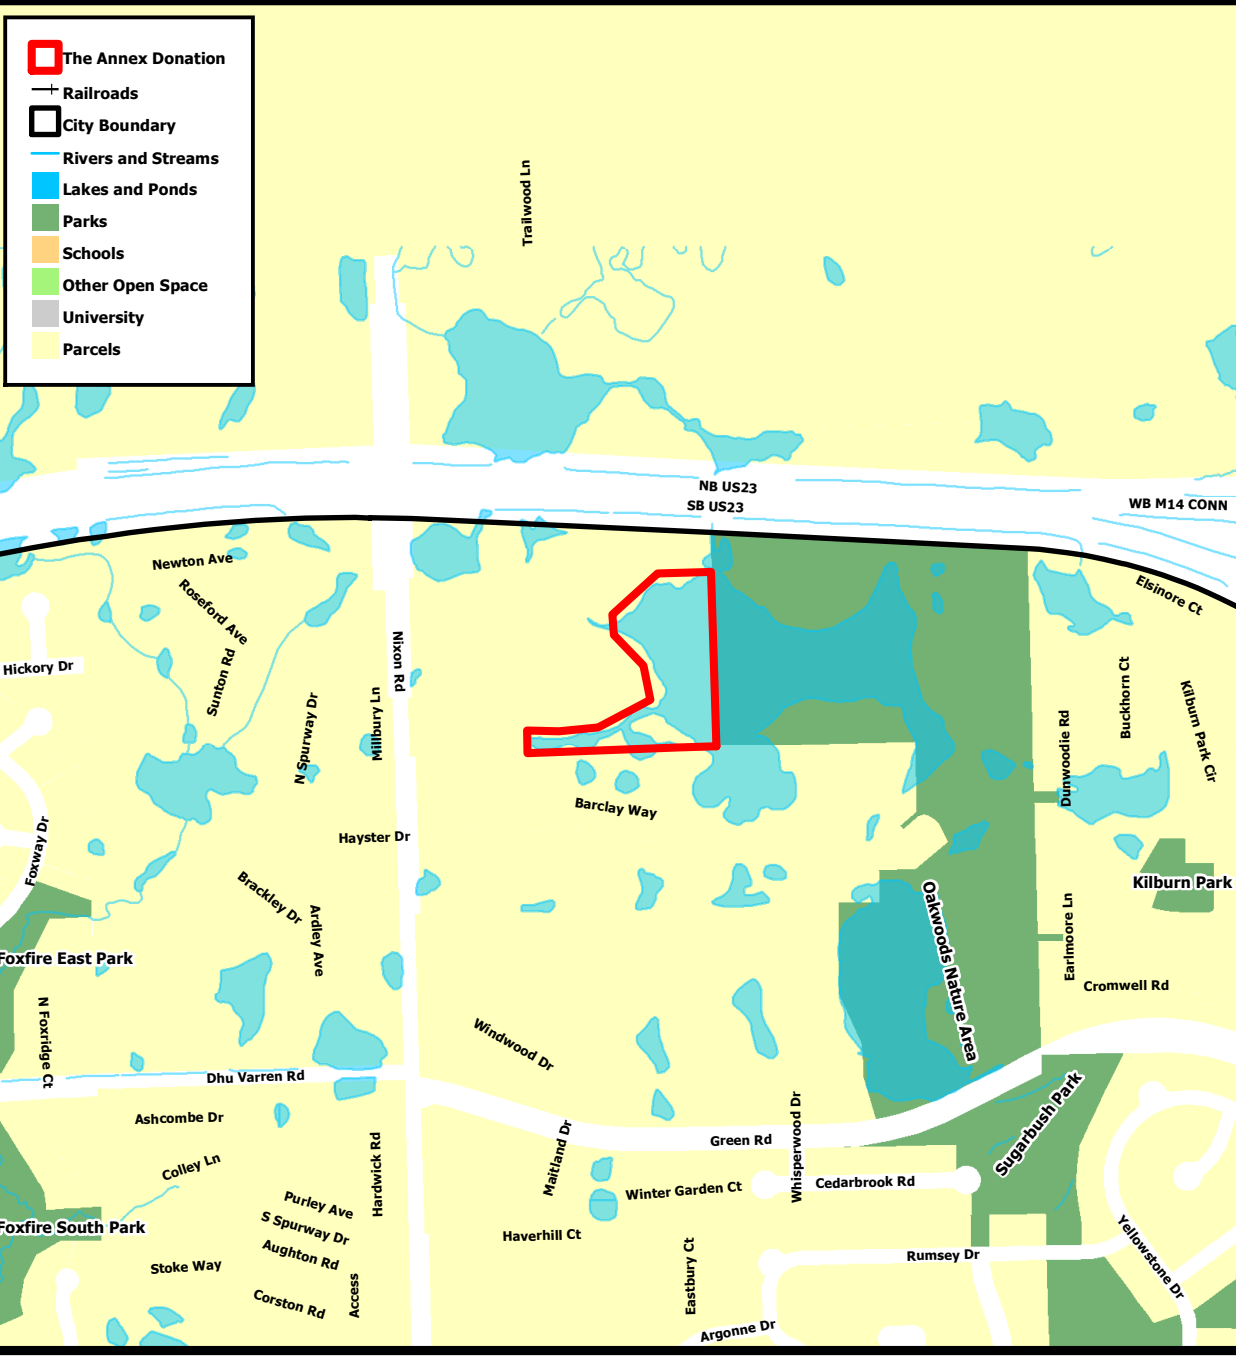 The Annex Donation
Railroads
City Boundary
Rivers and Streams
Lakes and Ponds
Parks
Schools
Other Open Space
University
Parcels
Trailwood Ln
NB US23
SB US23
WB M14 CONN
Newton Ave
Roseford Ave
Sunton Rd
Hickory Dr
N Spurway Dr
Millbury Ln
Nixon Rd
Elsinore Ct
Buckhorn Ct
Kilburn Park Cir
Dunwoodie Rd
Barclay Way
Hayster Dr
Foxway Dr
Brackley Dr
Ardley Ave
Kilburn Park
Oakwoods Nature Area
Earlmoore Ln
Foxfire East Park
Cromwell Rd
N Foxridge Ct
Windwood Dr
Dhu Varren Rd
Ashcombe Dr
Maitland Dr
Green Rd
Whisperwood Dr
Sugarbush Park
Colley Ln
Hardwick Rd
Winter Garden Ct
Cedarbrook Rd
Purley Ave
S Spurway Dr
Foxfire South Park
Haverhill Ct
Aughton Rd
Stoke Way
Eastbury Ct
Rumsey Dr
Yellowstone Dr
Corston Rd
Access
Argonne Dr